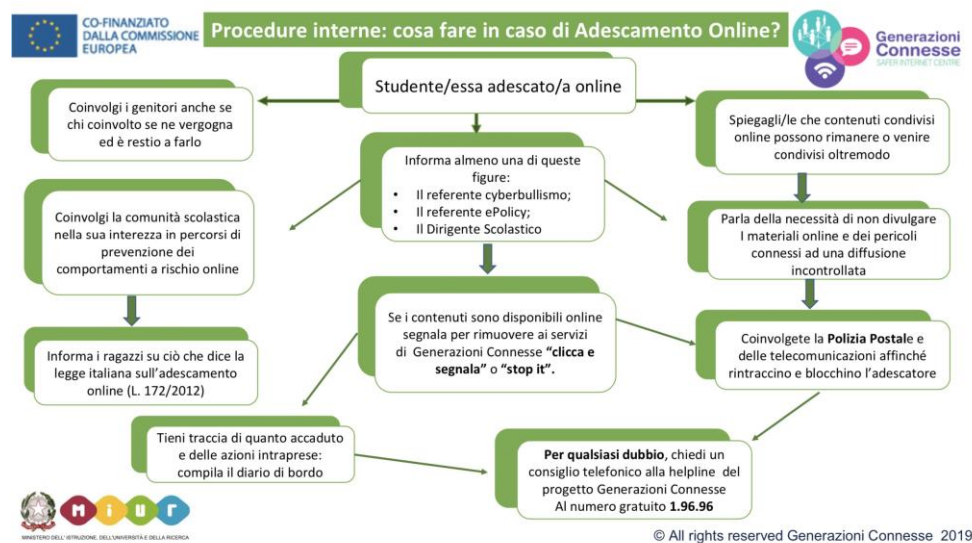 CO-FINANZIATO
DALLA COMMISSIONE
EUROPEA
Procedure interne: cosa fare in caso di Adescamento Online?
Generazioni
Connesse
SAFER INTERNET CENTRE
Studente/essa adescato/a online
Coinvolgi i genitori anche se
chi coinvolto se ne vergogna
ed è restio a farlo
Informa almeno una di queste
figure:
• Il referente cyberbullismo;
• Il referente ePolicy;
• Il Dirigente Scolastico
Spiegagli/le che contenuti condivisi
online possono rimanere o venire
condivisi oltremodo
Coinvolgi la comunità scolastica
nella sua interezza in percorsi di
prevenzione dei
comportamenti a rischio online
Parla della necessità di non divulgare
I materiali online e dei pericoli
connessi ad una diffusione
incontrollata
Se i contenuti sono disponibili online
segnala per rimuovere ai servizi
di Generazioni Connesse “clicca e
segnala” o “stop it”.
Informa i ragazzi su ciò che dice la
legge italiana sull’adescamento
online (L. 172/2012)
Coinvolgete la Polizia Postale e
delle telecomunicazioni affinché
rintraccino e blocchino l’adescatore
Tieni traccia di quanto accaduto
e delle azioni intraprese:
compila il diario di bordo
Per qualsiasi dubbio, chiedi un
consiglio telefonico alla helpline del
progetto Generazioni Connesse
Al numero gratuito 1.96.96
MIUR
MINISTERO DELL’ISTRUZIONE, DELL’UNIVERSITÀ E DELLA RICERCA
© All rights reserved Generazioni Connesse 2019